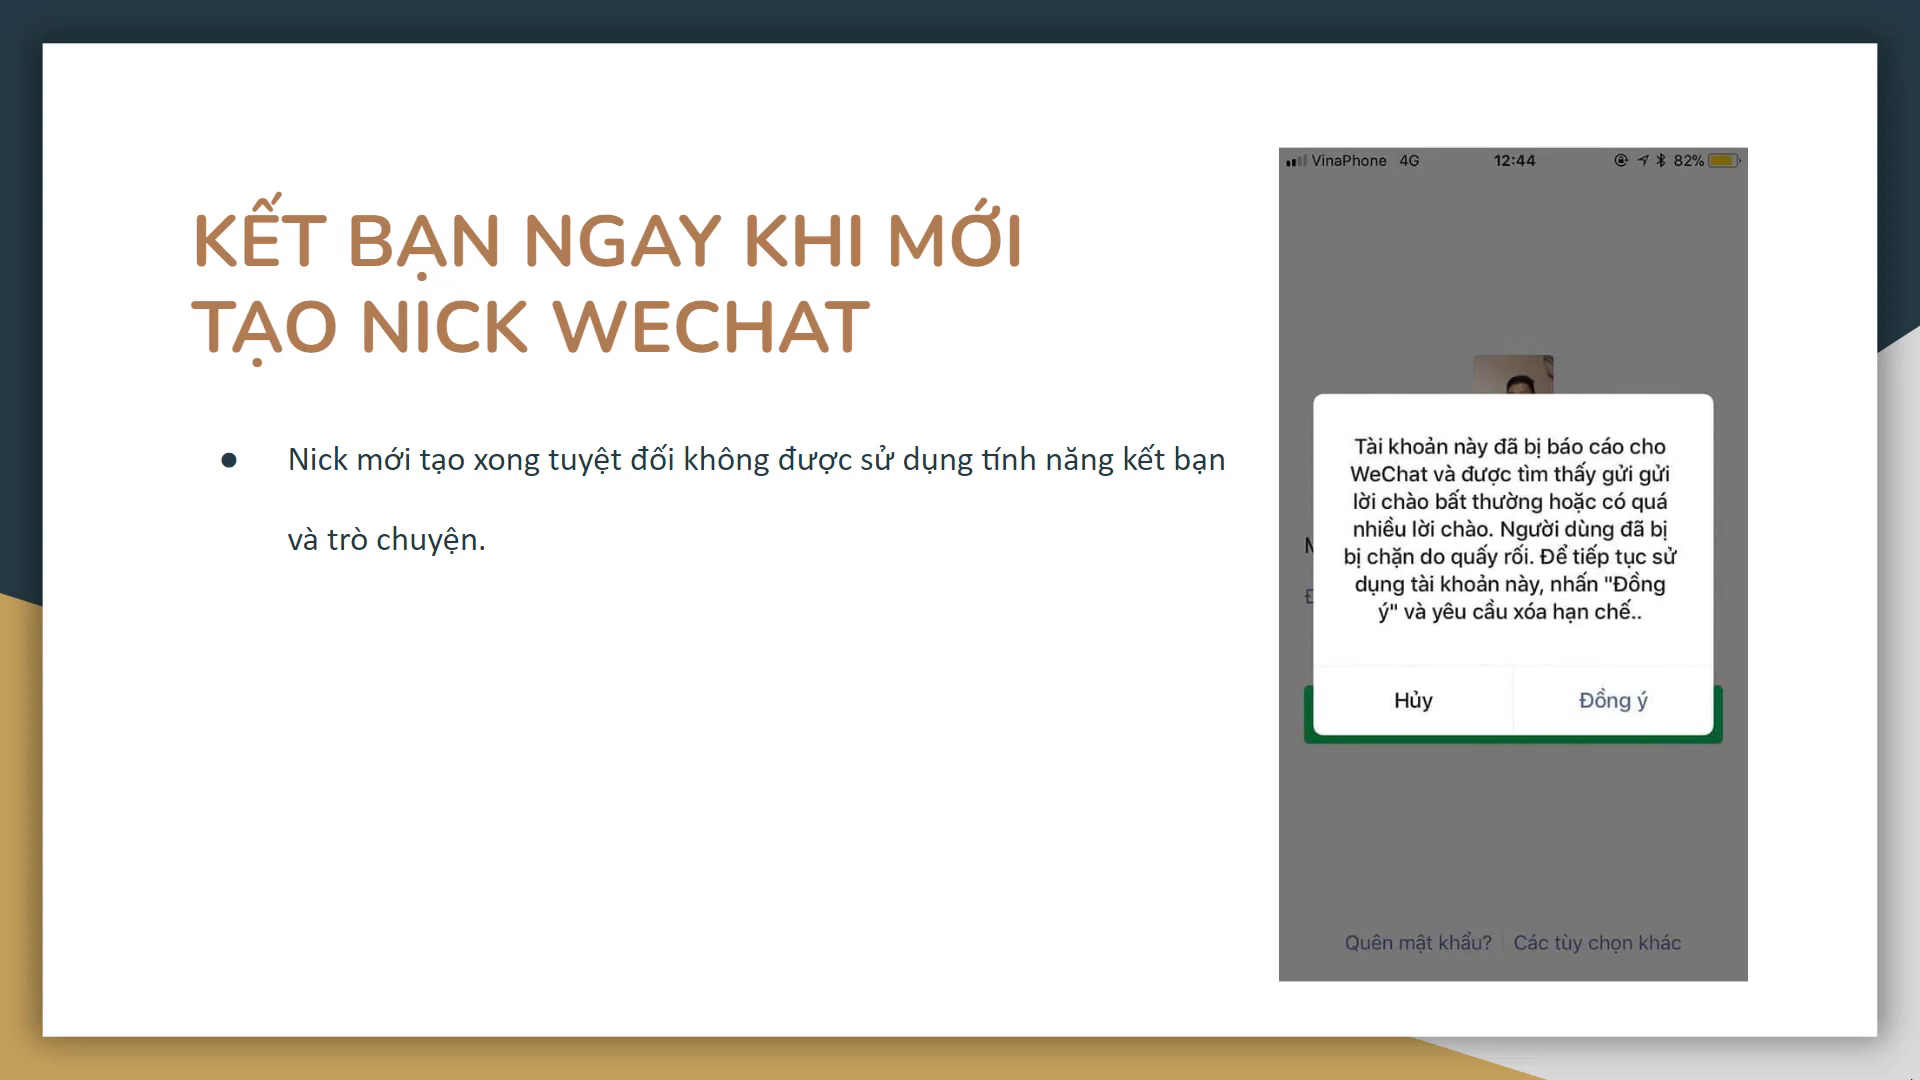 KẾT BẠN NGAY KHI MỚI
TẠO NICK WECHAT
● Nick mới tạo xong tuyệt đối không được sử dụng tính năng kết bạn
và trò chuyện.
VinaPhone 4G 12:44 82%
Tài khoản này đã bị báo cáo cho
WeChat và được tìm thấy gửi gửi
lời chào bất thường hoặc có quá
nhiều lời chào. Người dùng đã bị
bị chặn do quấy rối. Để tiếp tục sử
dụng tài khoản này, nhấn "Đồng
ý" và yêu cầu xóa hạn chế..
Hủy Đồng ý
Quên mật khẩu? Các tùy chọn khác